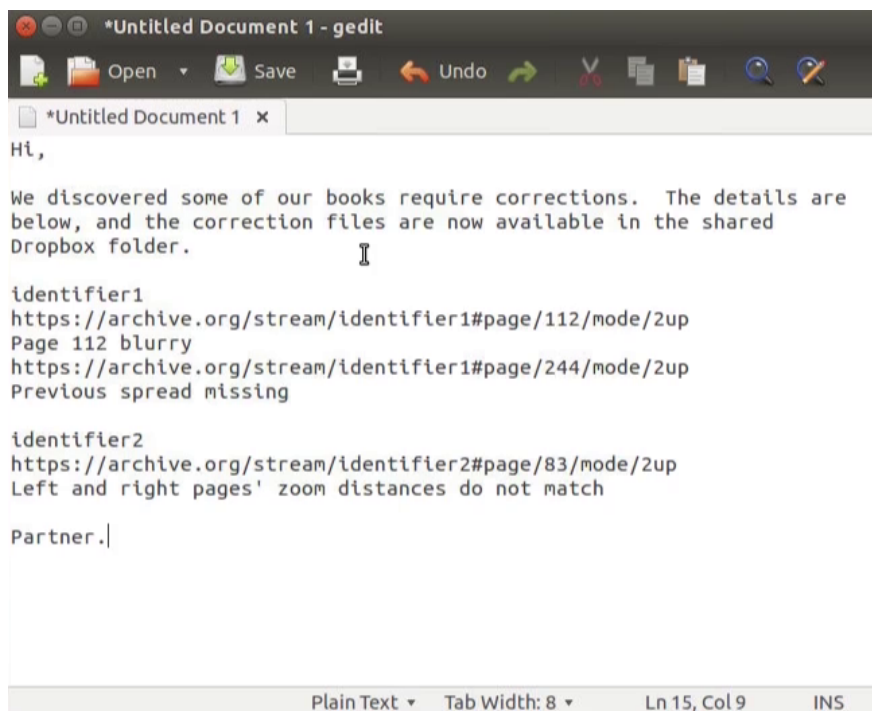 *Untitled Document 1 - gedit
Open Save Undo
*Untitled Document 1 ×
Hi,
We discovered some of our books require corrections.  The details are
below, and the correction files are now available in the shared
Dropbox folder.
identifier1
https://archive.org/stream/identifier1#page/112/mode/2up
Page 112 blurry
https://archive.org/stream/identifier1#page/244/mode/2up
Previous spread missing
identifier2
https://archive.org/stream/identifier2#page/83/mode/2up
Left and right pages' zoom distances do not match
Partner.
Plain Text Tab Width: 8 Ln 15, Col 9 INS